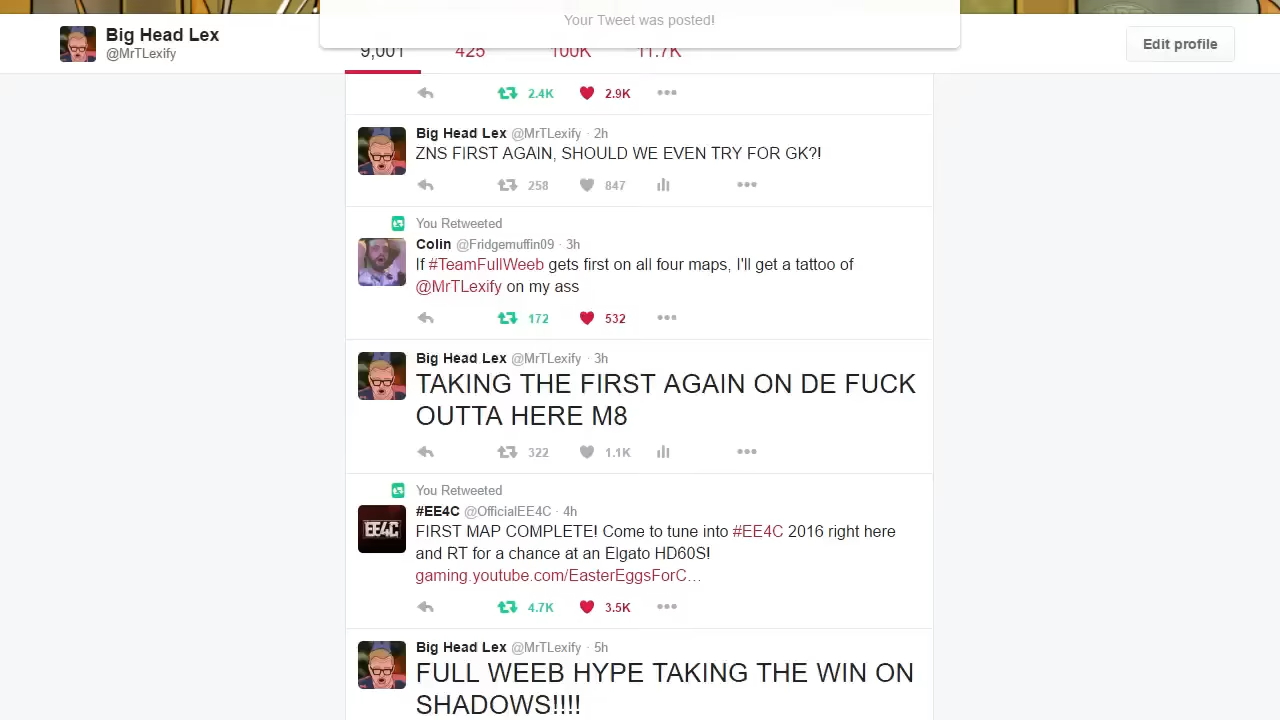 Your Tweet was posted!
Big Head Lex
@MrTLexify
Edit profile
9,001 425 100K 11.7K
2.4K 2.9K
Big Head Lex @MrTLexify · 2h
ZNS FIRST AGAIN, SHOULD WE EVEN TRY FOR GK?!
258 847
You Retweeted
Colin @Fridgemuffin09 · 3h
If #TeamFullWeeb gets first on all four maps, I'll get a tattoo of
@MrTLexify on my ass
172 532
Big Head Lex @MrTLexify · 3h
TAKING THE FIRST AGAIN ON DE FUCK
OUTTA HERE M8
322 1.1K
You Retweeted
#EE4C @OfficialEE4C · 4h
EE4C
FIRST MAP COMPLETE! Come to tune into #EE4C 2016 right here
and RT for a chance at an Elgato HD60S!
gaming.youtube.com/EasterEggsForC…
4.7K 3.5K
Big Head Lex @MrTLexify · 5h
FULL WEEB HYPE TAKING THE WIN ON
SHADOWS!!!!